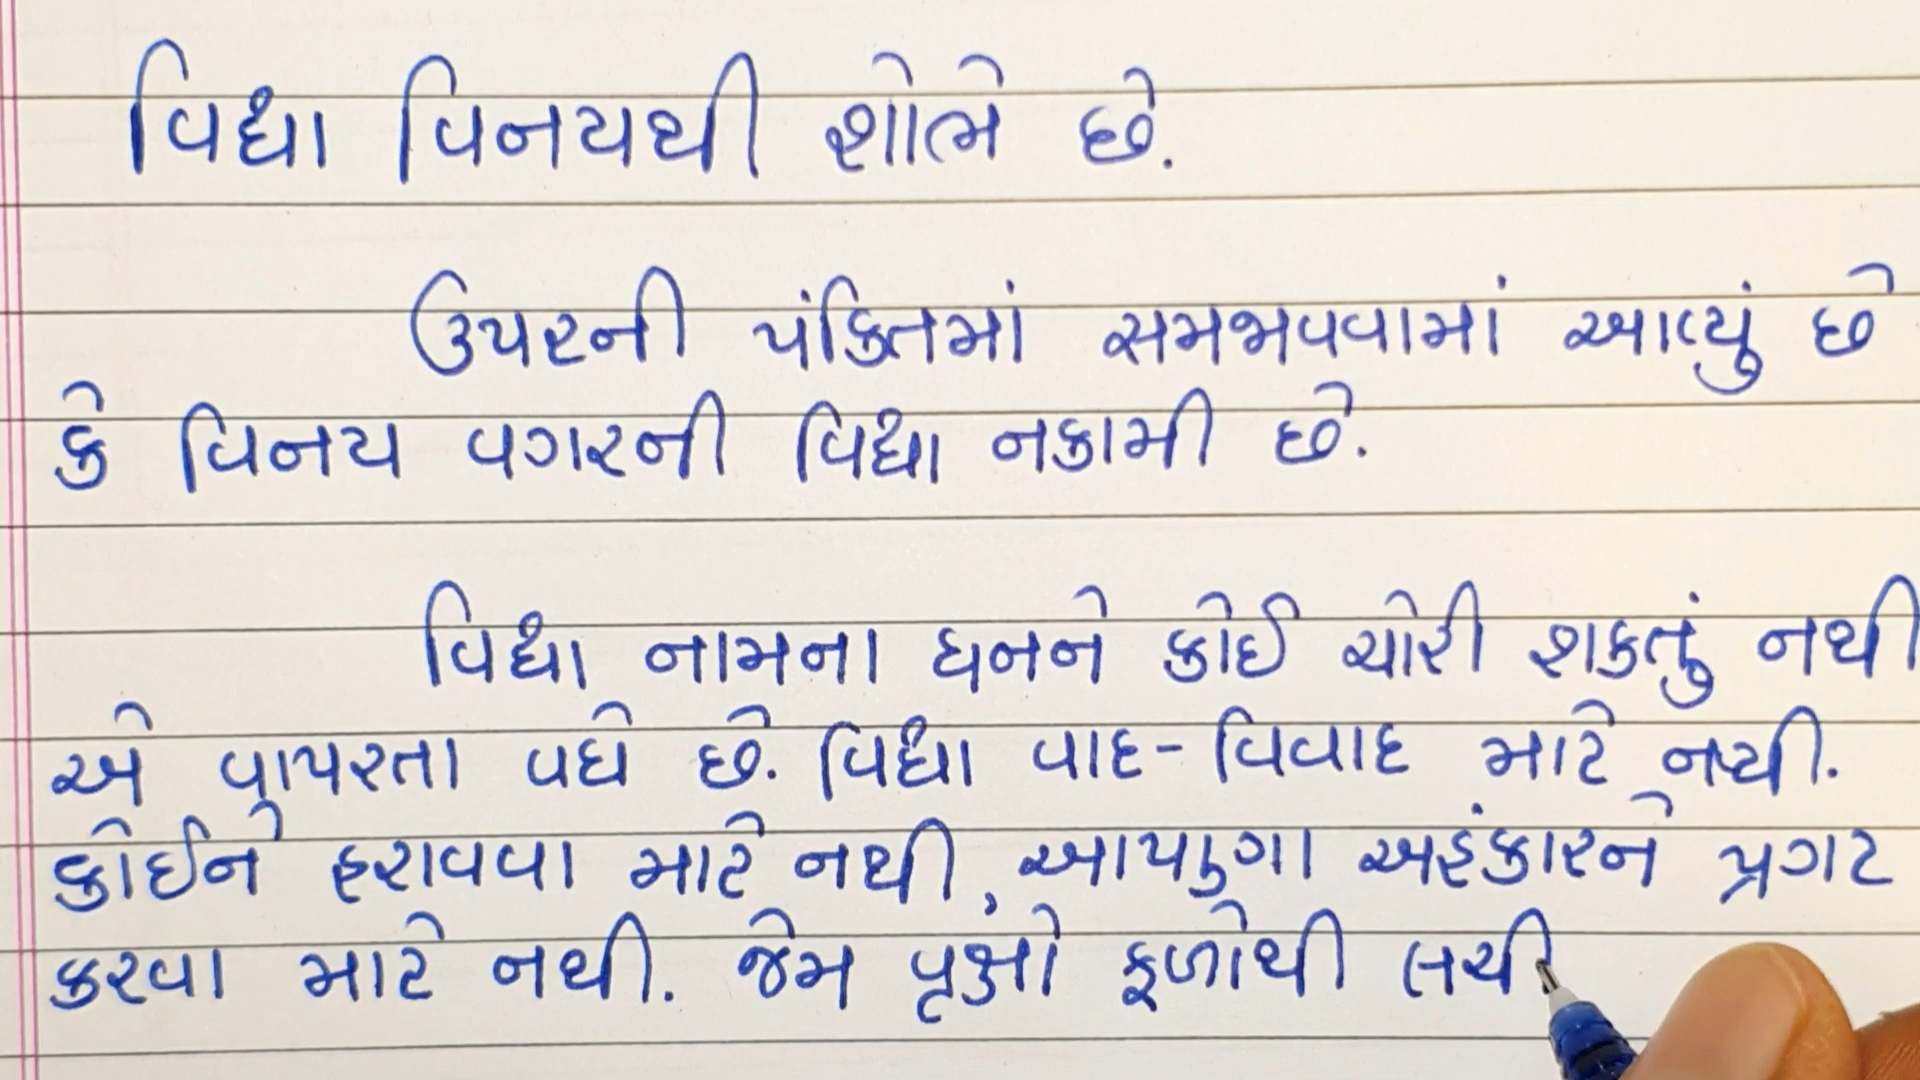 વિદ્યા વિનયથી શોભે છે.
ઉપરની પંકિતમાં સમજાવવામાં આવ્યું છે
કે વિનય વગરની વિદ્યા નકામી છે.
વિદ્યા નામના ધનને કોઈ ચોરી શકતું નથી
એ વાપરતા વધે છે. વિદ્યા વાદ-વિવાદ માટે નથી.
કોઈને હરાવવા માટે નથી, આપણા અહંકારને પ્રગટ
કરવા માટે નથી. જેમ વૃક્ષો ફળોથી લચી